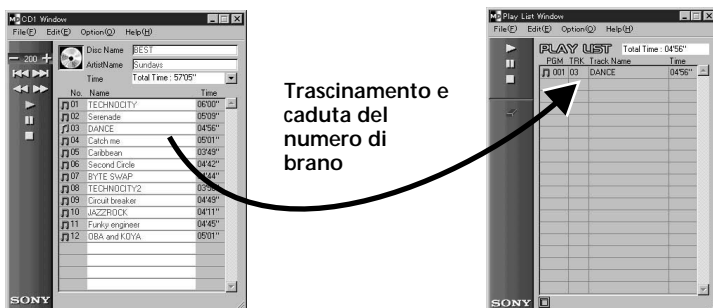 CD1 Window
File(F) Edit(E) Option(O) Help(H)
200
Disc Name BEST
ArtistName Sundays
Time Total Time : 57'05"
No. Name Time
01 TECHNOCITY 06'00"
02 Serenade 05'09"
03 DANCE 04'56"
04 Catch me 05'01"
05 Caribbean 03'49"
06 Second Circle 04'42"
07 BYTE SWAP
08 TECHNOCITY2
09 Circuit breaker 04'49"
10 JAZZROCK 04'11"
11 Funky engineer 04'45"
12 OBA and KOYA 05'01"
SONY
Trascinamento e
caduta del
numero di
brano
Play List Window
File(F) Edit(E) Option(O) Help(H)
PLAY LIST Total Time : 04'56"
PGM TRK Track Name Time
001 03 DANCE 04'56"
SONY